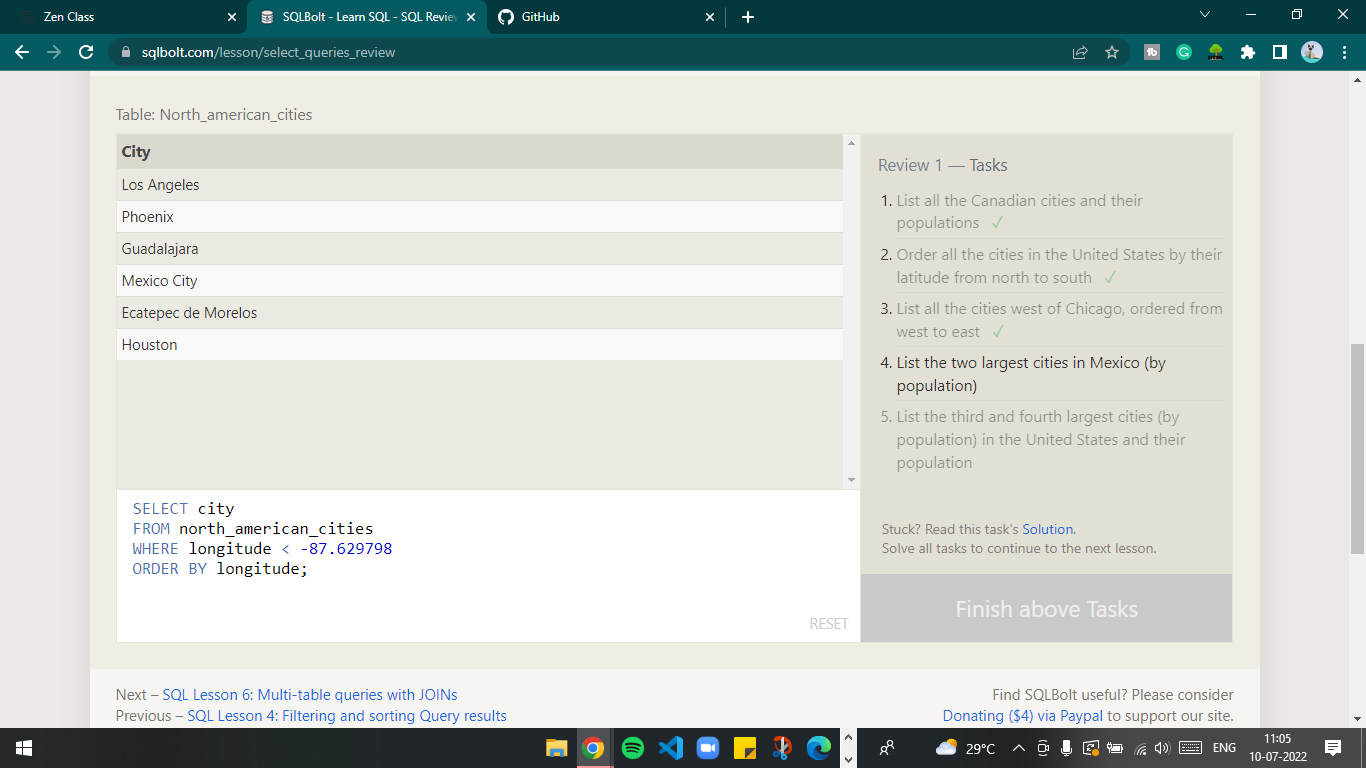 Zen Class
SQLBolt - Learn SQL - SQL Review
GitHub
sqlbolt.com/lesson/select_queries_review
Table: North_american_cities
City
Los Angeles
Phoenix
Guadalajara
Mexico City
Ecatepec de Morelos
Houston
SELECT city
FROM north_american_cities
WHERE longitude < -87.629798
ORDER BY longitude;
RESET
Review 1 — Tasks
1. List all the Canadian cities and their
populations ✓
2. Order all the cities in the United States by their
latitude from north to south ✓
3. List all the cities west of Chicago, ordered from
west to east ✓
4. List the two largest cities in Mexico (by
population)
5. List the third and fourth largest cities (by
population) in the United States and their
population
Stuck? Read this task's Solution.
Solve all tasks to continue to the next lesson.
Finish above Tasks
Next – SQL Lesson 6: Multi-table queries with JOINs
Previous – SQL Lesson 4: Filtering and sorting Query results
Find SQLBolt useful? Please consider
Donating ($4) via Paypal to support our site.
29°C
ENG
11:05
10-07-2022